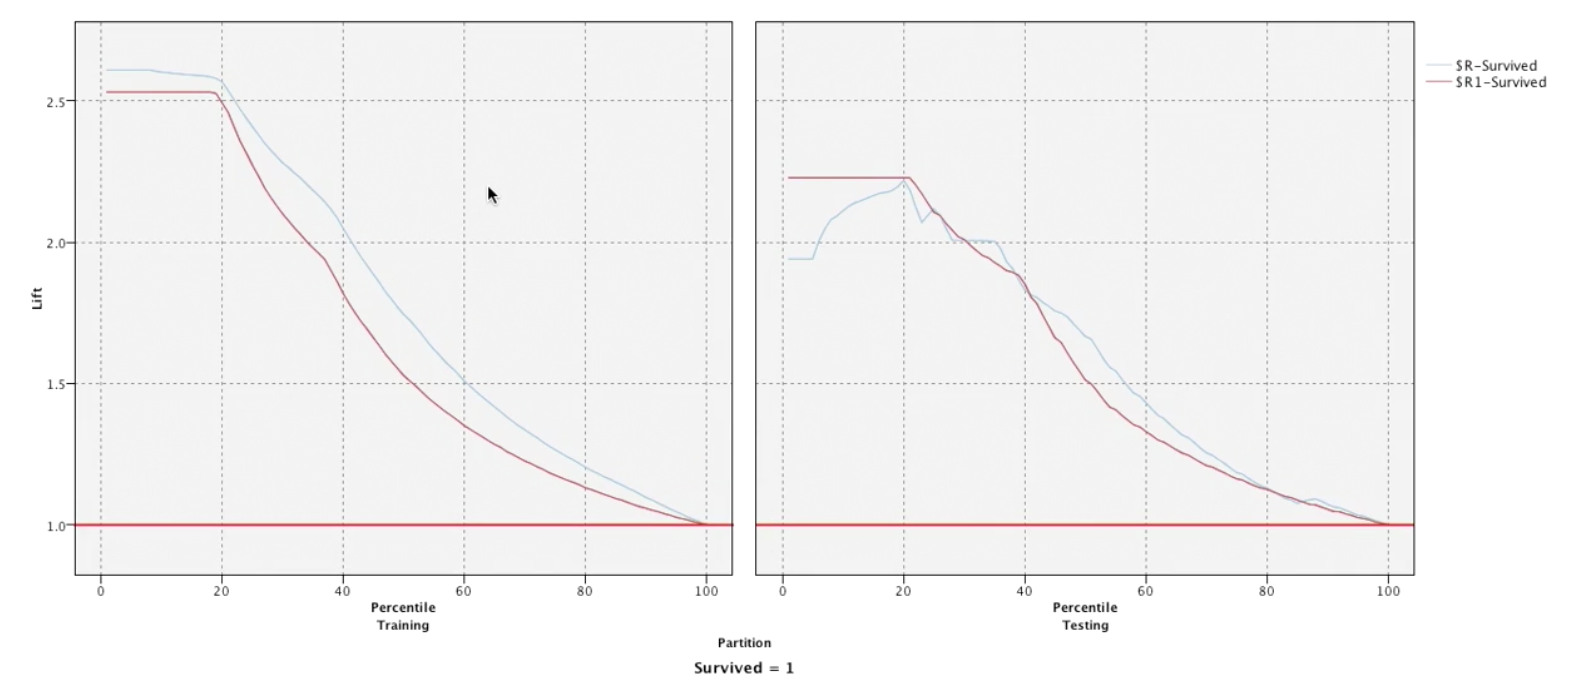 $R-Survived
$R1-Survived
Lift
2.5
2.0
1.5
1.0
0 20 40 60 80 100
0 20 40 60 80 100
Percentile
Training
Percentile
Testing
Partition
Survived = 1